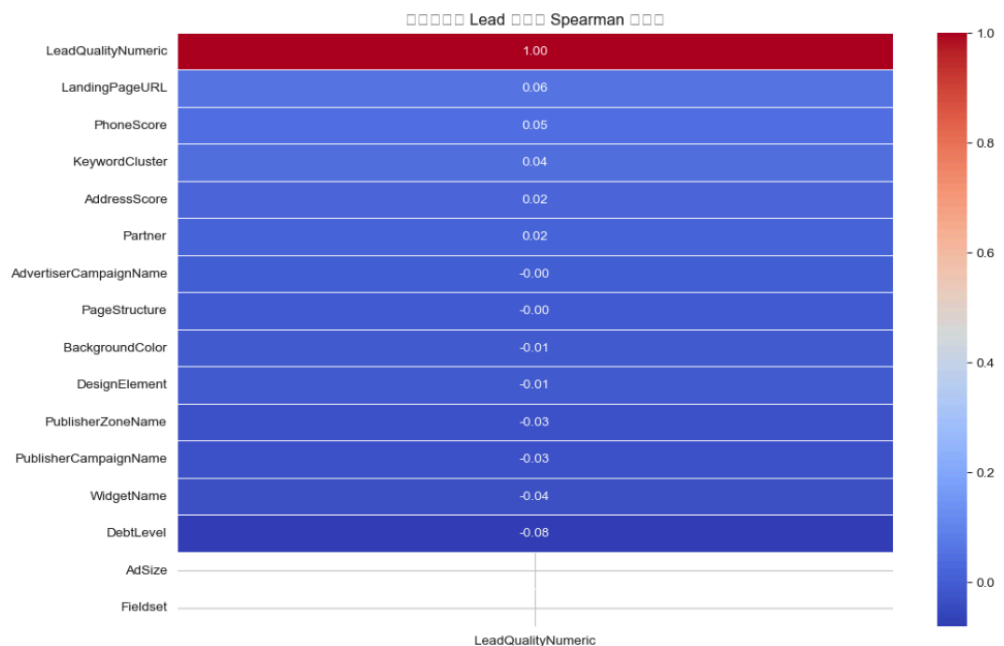 Lead Spearman
LeadQualityNumeric
1.00
LandingPageURL
0.06
PhoneScore
0.05
KeywordCluster
0.04
AddressScore
0.02
Partner
0.02
AdvertiserCampaignName
-0.00
PageStructure
-0.00
BackgroundColor
-0.01
DesignElement
-0.01
PublisherZoneName
-0.03
PublisherCampaignName
-0.03
WidgetName
-0.04
DebtLevel
-0.08
AdSize
Fieldset
LeadQualityNumeric
1.0
0.8
0.6
0.4
0.2
0.0